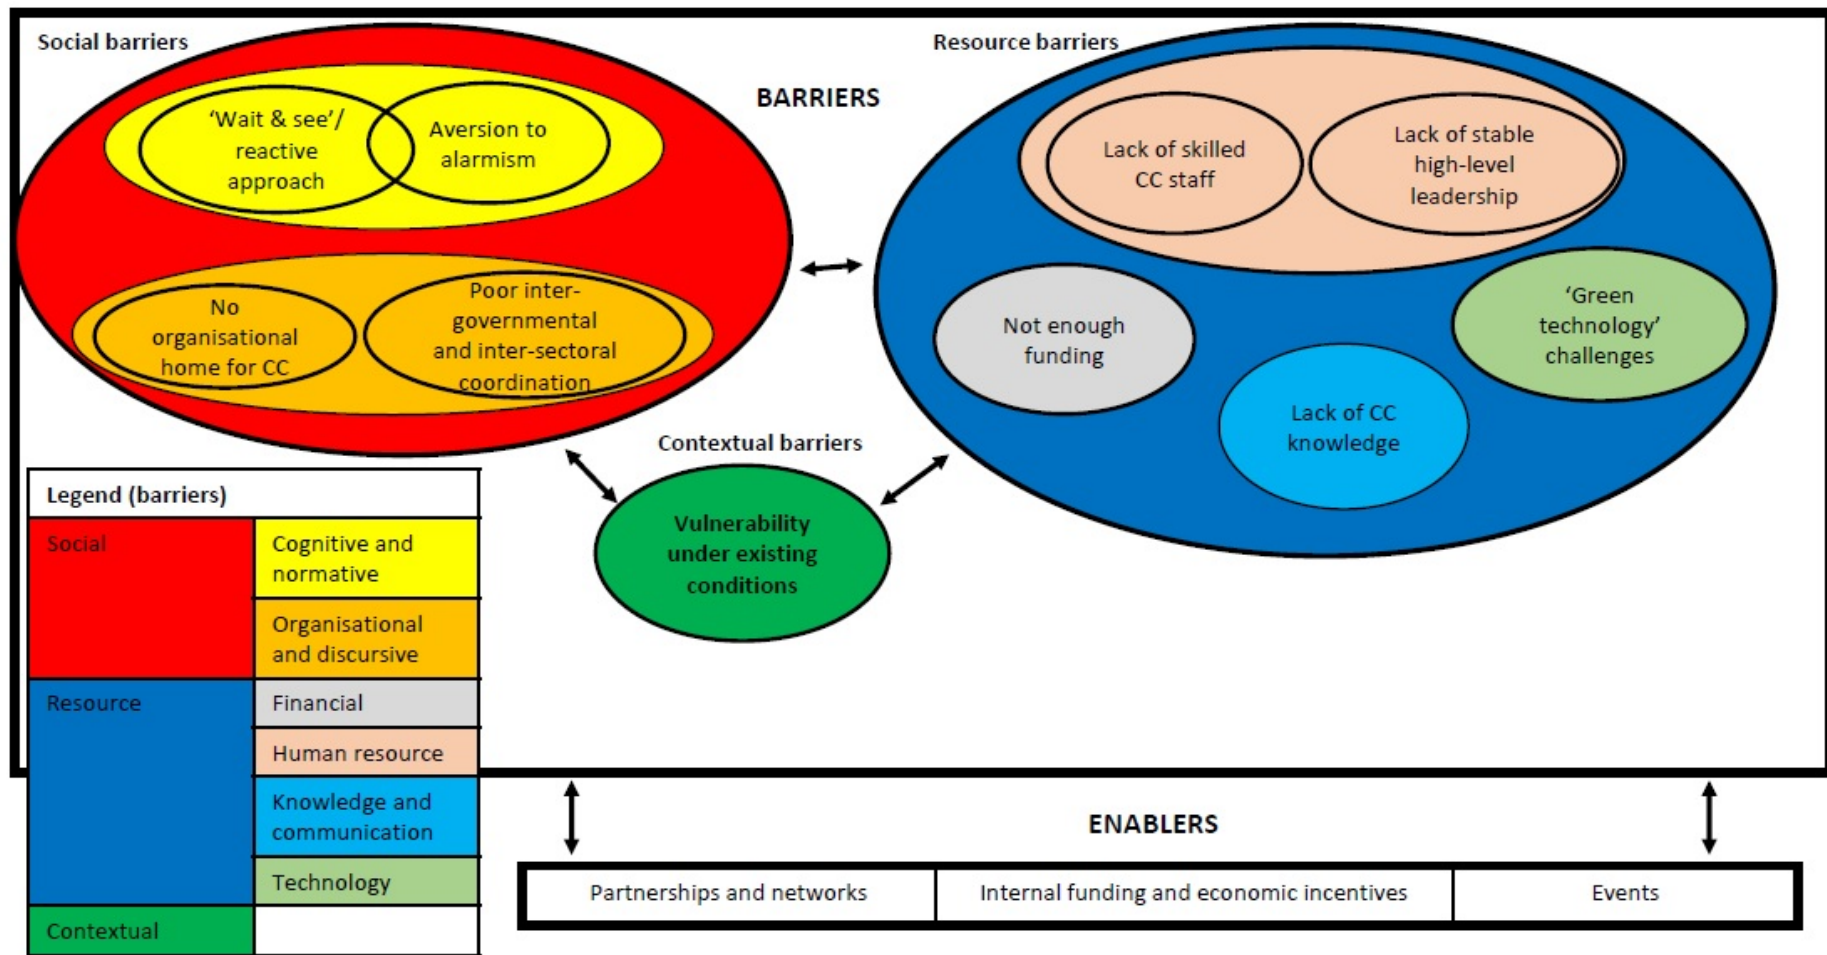 Social barriers
Resource barriers
BARRIERS
‘Wait & see’/
reactive
approach
Aversion to
alarmism
No
organisational
home for CC
Poor inter-
governmental
and inter-sectoral
coordination
Lack of skilled
CC staff
Lack of stable
high-level
leadership
Not enough
funding
‘Green
technology’
challenges
Lack of CC
knowledge
Contextual barriers
Vulnerability
under existing
conditions
Legend (barriers)
Social
Cognitive and
normative
Organisational
and discursive
Resource
Financial
Human resource
Knowledge and
communication
Technology
Contextual
ENABLERS
Partnerships and networks
Internal funding and economic incentives
Events